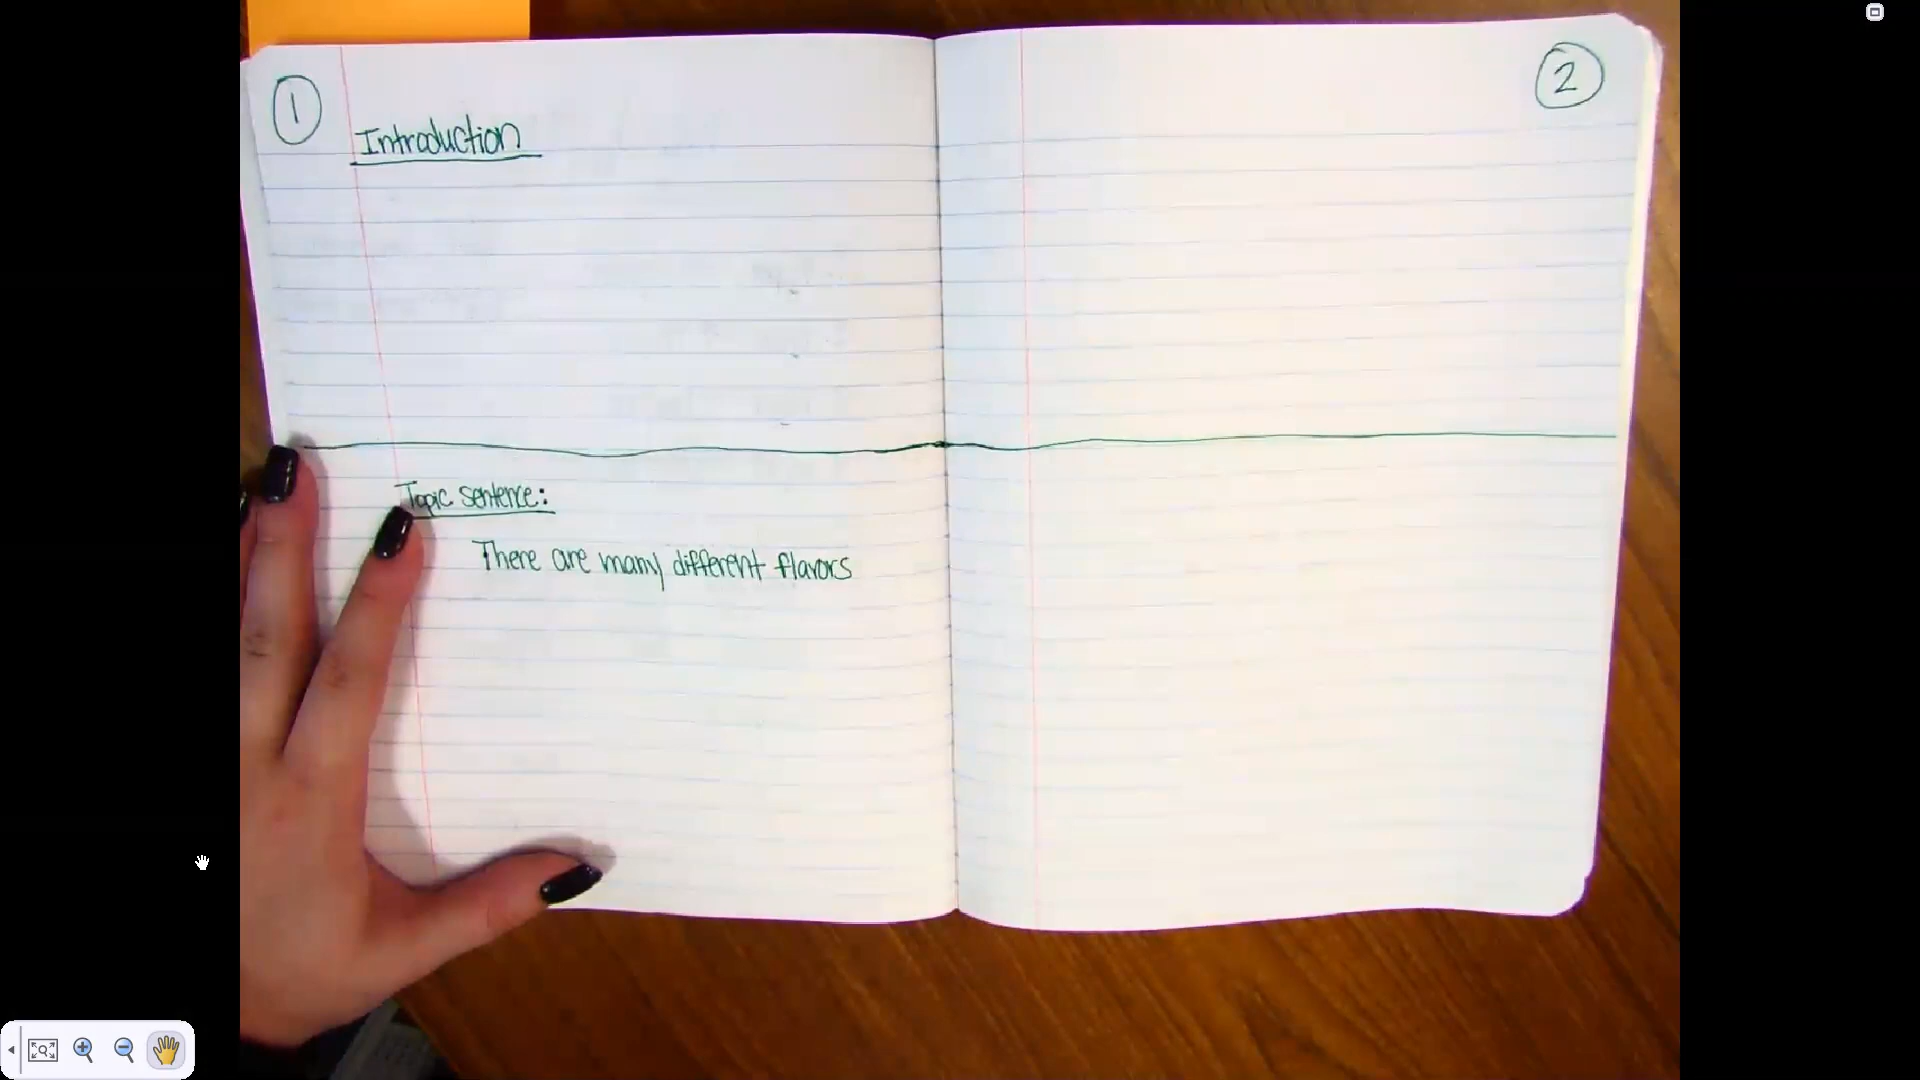 1
2
Introduction
Topic sentence:
There are many different flavors